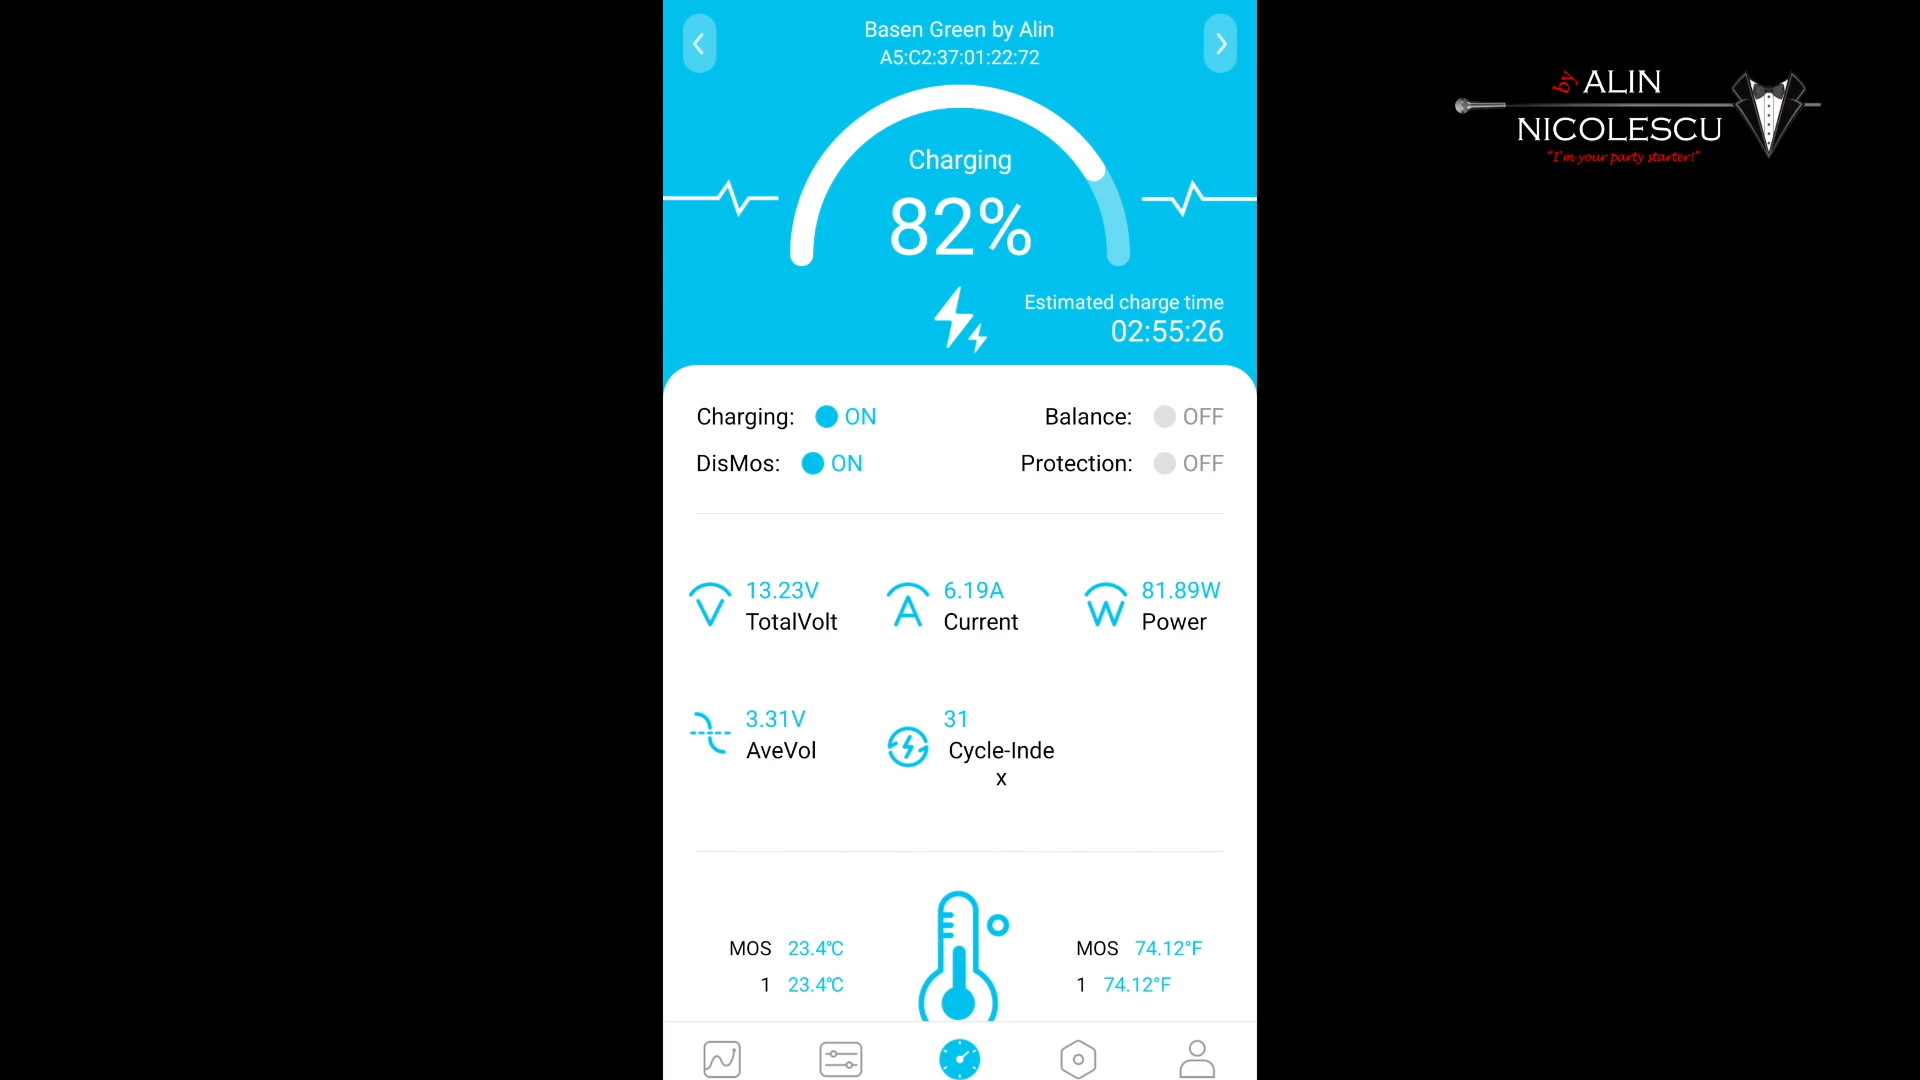 Basen Green by Alin
A5:C2:37:01:22:72
by ALIN
NICOLESCU
"I'm your party starter!"
Charging
82%
Estimated charge time
02:55:26
Charging: ON
Balance: OFF
DisMos: ON
Protection: OFF
V 13.23V
TotalVolt
A 6.19A
Current
W 81.89W
Power
3.31V
AveVol
31
Cycle-Inde
x
MOS 23.4℃
1 23.4℃
MOS 74.12°F
1 74.12°F